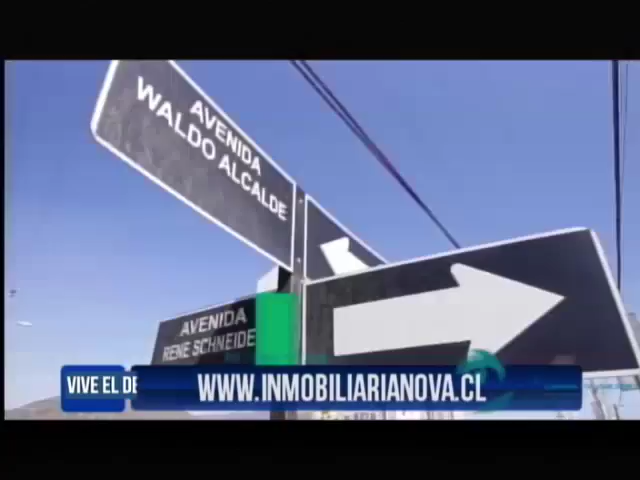 AVENIDA
WALDO ALCALDE
AVENIDA
RENE SCHNEIDE
VIVE EL DE
WWW.INMOBILIARIANOVA.CL